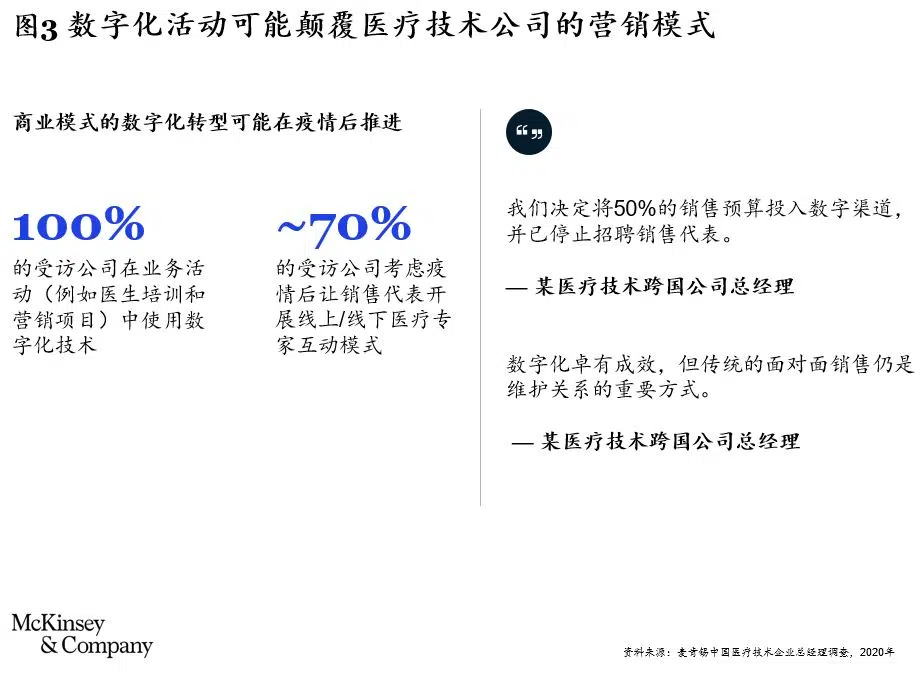 图3 数字化活动可能颠覆医疗技术公司的营销模式
商业模式的数字化转型可能在疫情后推进
100%
的受访公司在业务活
动（例如医生培训和
营销项目）中使用数
字化技术
~70%
的受访公司考虑疫
情后让销售代表开
展线上/线下医疗专
家互动模式
“ ”
我们决定将50%的销售预算投入数字渠道，
并已停止招聘销售代表。
— 某医疗技术跨国公司总经理
数字化卓有成效，但传统的面对面销售仍是
维护关系的重要方式。
— 某医疗技术跨国公司总经理
McKinsey
& Company
资料来源：麦肯锡中国医疗技术企业总经理调查，2020年